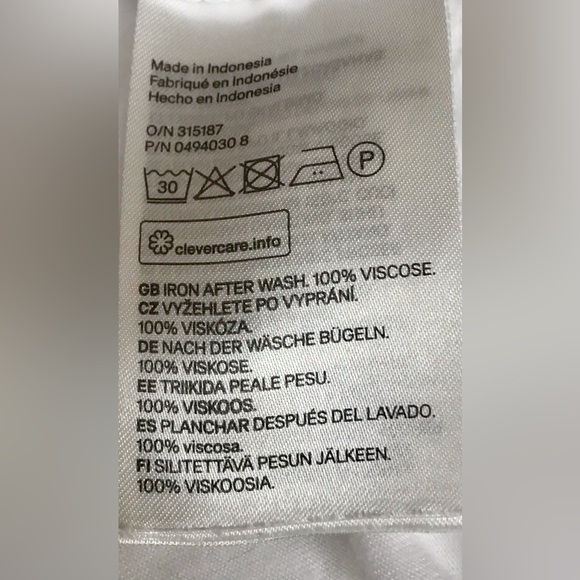 Made in Indonesia
Fabriqué en Indonésie
Hecho en Indonesia
O/N 315187
P/N 0494030 8
30 P
clevercare.info
GB IRON AFTER WASH. 100% VISCOSE.
CZ VYŽEHLETE PO VYPRÁNÍ.
100% VISKÓZA.
DE NACH DER WÄSCHE BÜGELN.
100% VISKOSE.
EE TRIIKIDA PEALE PESU.
100% VISKOOS.
ES PLANCHAR DESPUÉS DEL LAVADO.
100% viscosa.
FI SILITETTÄVÄ PESUN JÄLKEEN.
100% VISKOOSIA.